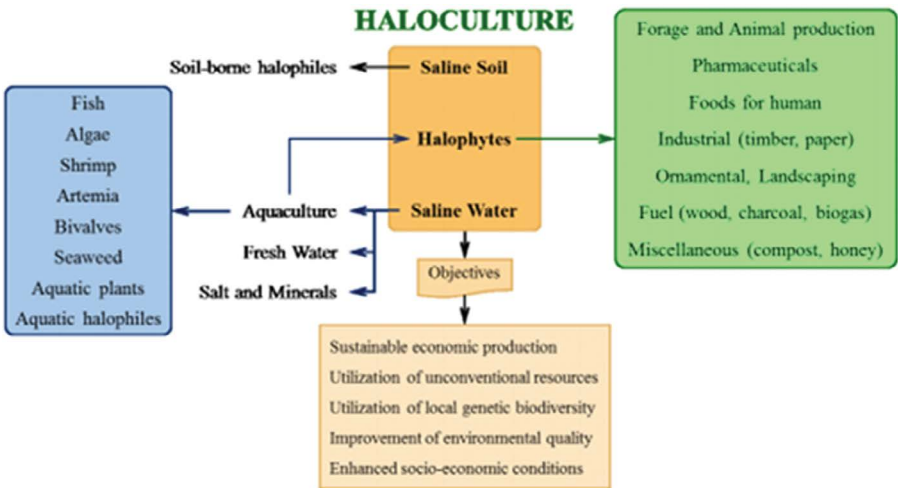 HALOCULTURE
Soil-borne halophiles
Saline Soil
Halophytes
Saline Water
Aquaculture
Fresh Water
Salt and Minerals
Fish
Algae
Shrimp
Artemia
Bivalves
Seaweed
Aquatic plants
Aquatic halophiles
Forage and Animal production
Pharmaceuticals
Foods for human
Industrial (timber, paper)
Ornamental, Landscaping
Fuel (wood, charcoal, biogas)
Miscellaneous (compost, honey)
Objectives
Sustainable economic production
Utilization of unconventional resources
Utilization of local genetic biodiversity
Improvement of environmental quality
Enhanced socio-economic conditions